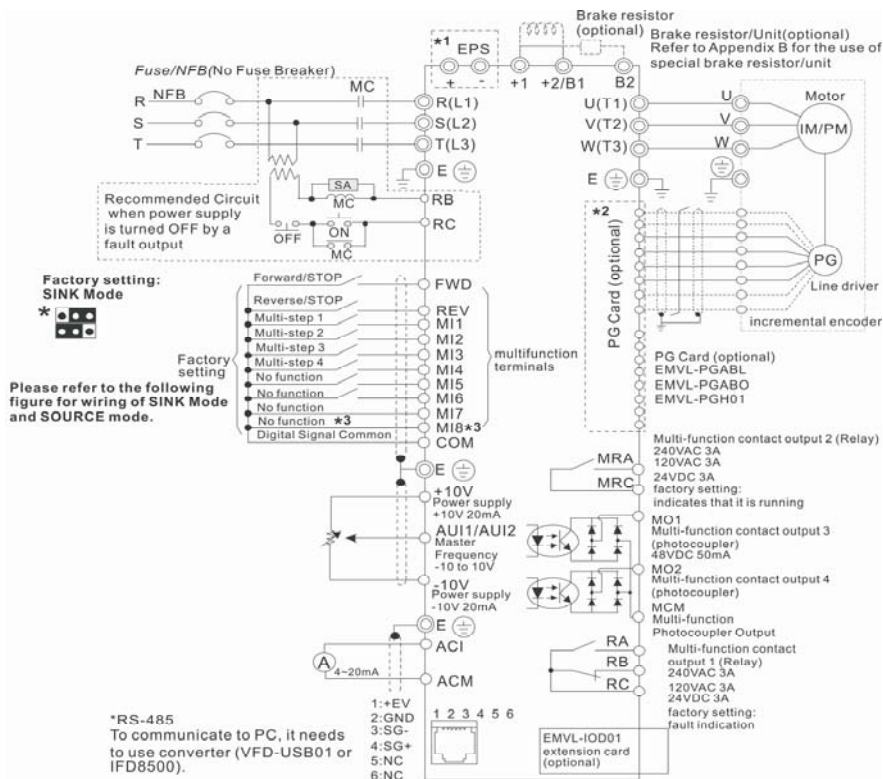 Brake resistor
(optional)
Brake resistor/Unit(optional)
Refer to Appendix B for the use of
special brake resistor/unit
*1 EPS
+ - +1 +2/B1 B2
Fuse/NFB(No Fuse Breaker)
NFB
MC
R
S
T
R(L1)
S(L2)
T(L3)
E
U(T1)
V(T2)
W(T3)
E
U
V
W
Motor
IM/PM
Recommended Circuit
when power supply
is turned OFF by a
fault output
SA
MC
OFF
ON
MC
RB
RC
*2
PG Card (optional)
PG
Line driver
incremental encoder
PG Card (optional)
EMVL-PGABL
EMVL-PGABO
EMVL-PGH01
Factory setting:
SINK Mode
*
Please refer to the following
figure for wiring of SINK Mode
and SOURCE mode.
Factory
setting
Forward/STOP
Reverse/STOP
Multi-step 1
Multi-step 2
Multi-step 3
Multi-step 4
No function
No function
No function
No function *3
Digital Signal Common
FWD
REV
MI1
MI2
MI3
MI4
MI5
MI6
MI7
MI8*3
COM
multifunction
terminals
E
+10V
Power supply
+10V 20mA
AUI1/AUI2
Master
Frequency
-10 to 10V
-10V
Power supply
-10V 20mA
E
ACI
A
4~20mA
ACM
MRA
MRC
Multi-function contact output 2 (Relay)
240VAC 3A
120VAC 3A
24VDC 3A
factory setting:
indicates that it is running
MO1
Multi-function contact output 3
(photocoupler)
48VDC 50mA
MO2
Multi-function contact output 4
(photocoupler)
MCM
Multi-function
Photocoupler Output
RA
RB
RC
Multi-function contact
output 1 (Relay)
240VAC 3A
120VAC 3A
24VDC 3A
factory setting:
fault indication
*RS-485
To communicate to PC, it needs
to use converter (VFD-USB01 or
IFD8500).
1:+EV
2:GND
3:SG-
4:SG+
5:NC
6:NC
1 2 3 4 5 6
EMVL-IOD01
extension card
(optional)